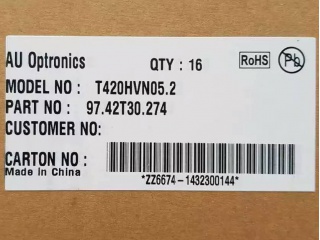 AU Optronics QTY : 16 RoHS Pb
MODEL NO : T420HVN05.2
PART NO : 97.42T30.274
CUSTOMER NO:
CARTON NO :
Made in China
*ZZ6674-1432300144*